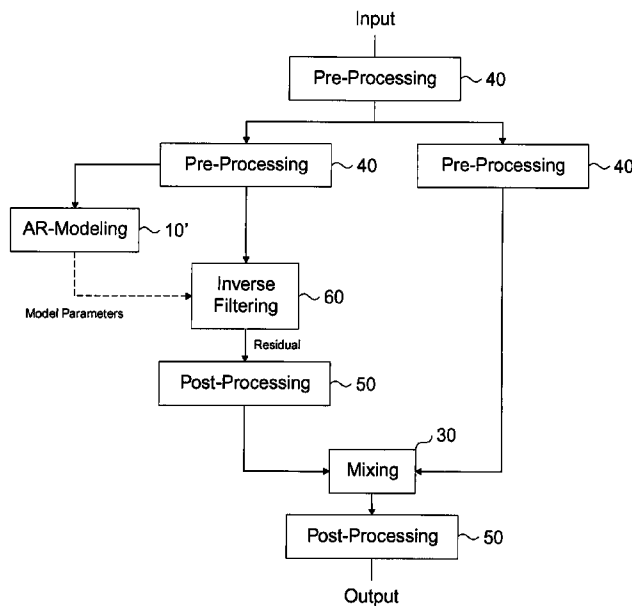 Input
Pre-Processing 40
Pre-Processing 40
Pre-Processing 40
AR-Modeling 10'
Inverse
Filtering
60
Model Parameters
Residual
Post-Processing 50
30
Mixing
Post-Processing 50
Output